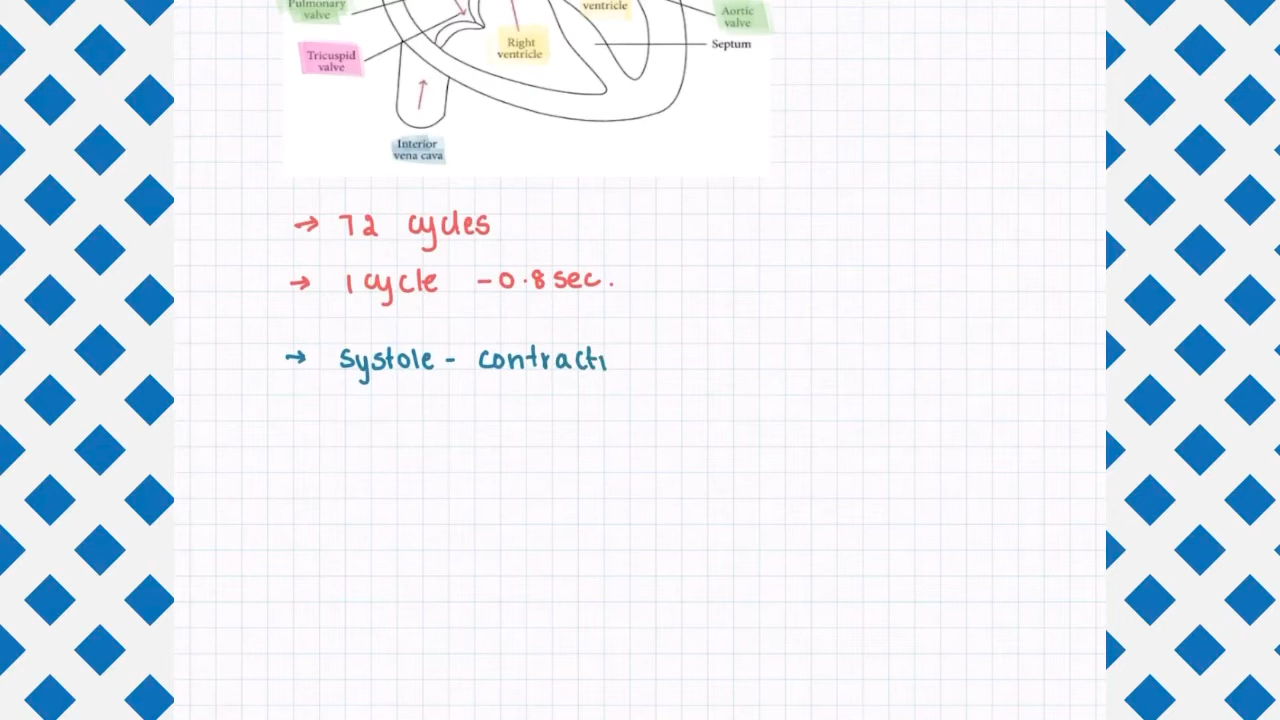 Pulmonary
valve
ventricle
Aortic
valve
Tricuspid
valve
Right
ventricle
Septum
Interior
vena cava
→ 72 cycles
→ 1 cycle - 0.8 sec.
→ Systole - contracti